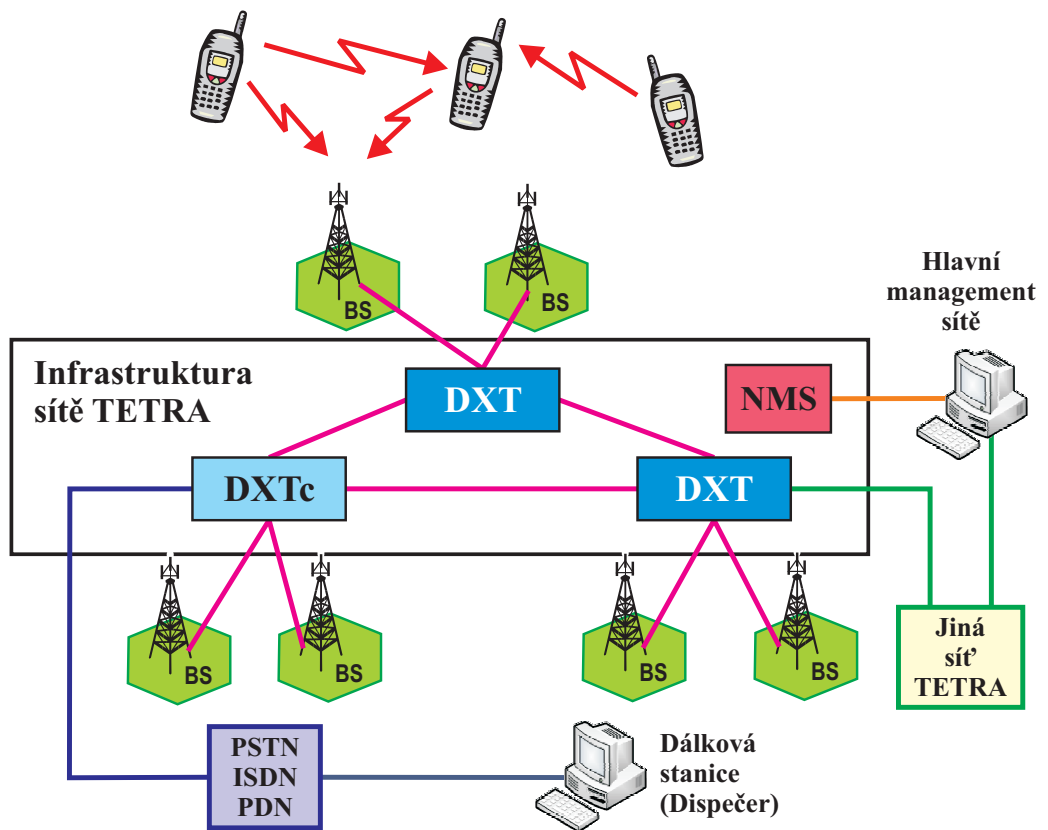 BS
BS
Hlavní
management
sítě
Infrastruktura
sítě TETRA
DXT
NMS
DXTc
DXT
BS
BS
BS
BS
Jiná
síť
TETRA
PSTN
ISDN
PDN
Dálková
stanice
(Dispečer)